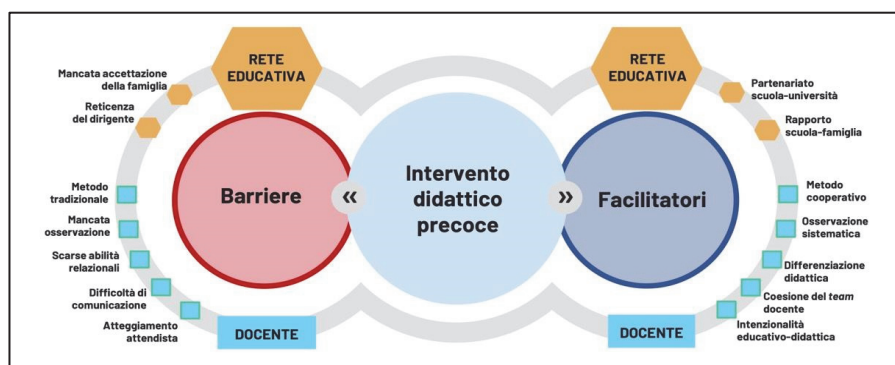 RETE
EDUCATIVA
Mancata accettazione
della famiglia
Reticenza
del dirigente
Barriere
Metodo
tradizionale
Mancata
osservazione
Scarse abilità
relazionali
Difficoltà di
comunicazione
Atteggiamento
attendista
DOCENTE
«
Intervento
didattico
precoce
»
RETE
EDUCATIVA
Partenariato
scuola-università
Rapporto
scuola-famiglia
Facilitatori
Metodo
cooperativo
Osservazione
sistematica
Differenziazione
didattica
Coesione del team
docente
Intenzionalità
educativo-didattica
DOCENTE